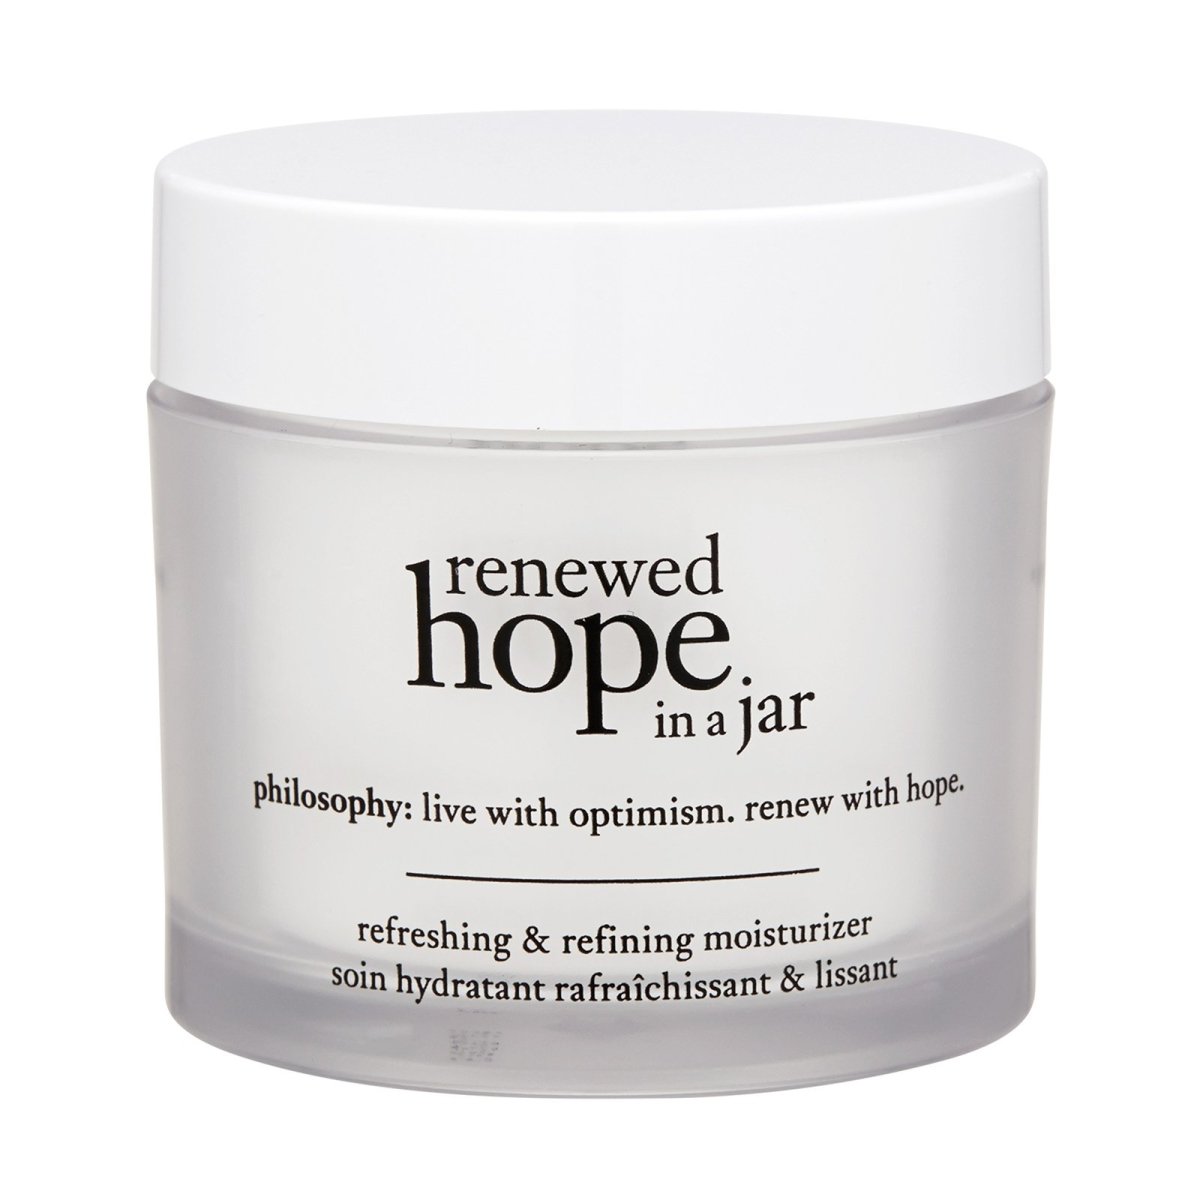 renewed
hope
in a jar
philosophy: live with optimism. renew with hope.
refreshing & refining moisturizer
soin hydratant rafraîchissant & lissant